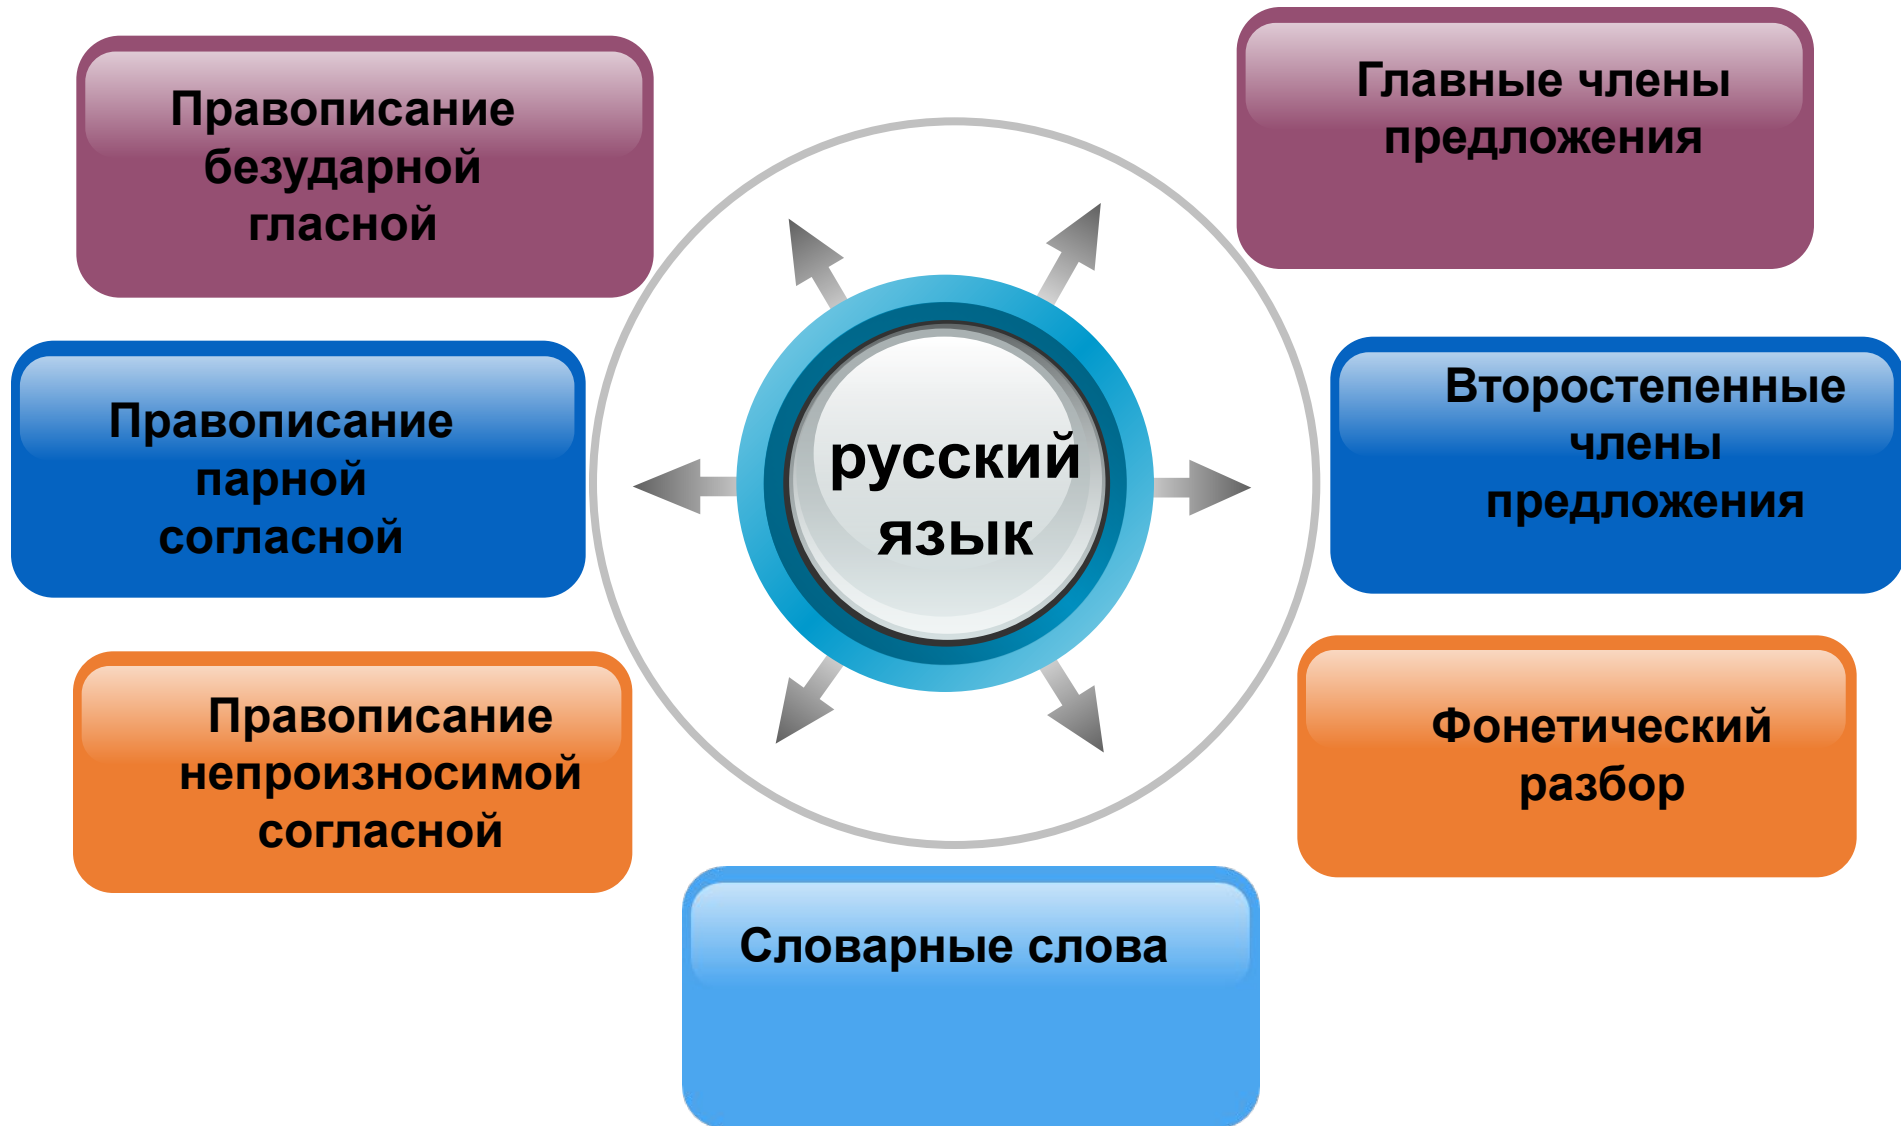 Правописание
безударной
гласной
Главные члены
предложения
Правописание
парной
согласной
русский
язык
Второстепенные
члены
предложения
Правописание
непроизносимой
согласной
Фонетический
разбор
Словарные слова